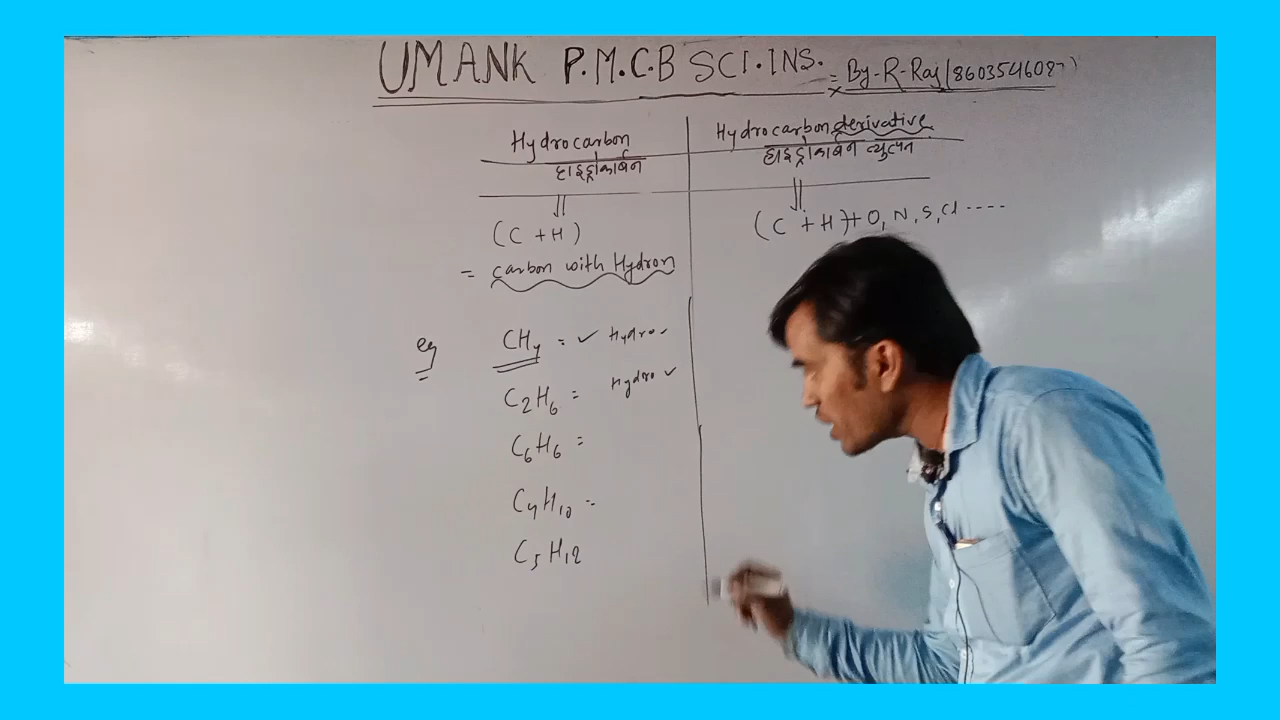 UMANK P.M.C.B SCI.INS. = By-R-Raj (860354608
Hydrocarbon
हाइड्रोकार्बन
(C + H)
= carbon with Hydron
eg CH4 = ✓ Hydro ✓
C2H6 = Hydro ✓
C6H6 =
C4H10 =
C5H12
Hydrocarbon derivative
हाइड्रोकार्बन व्युत्पन
(C + H) + O, N, S, Cl ----